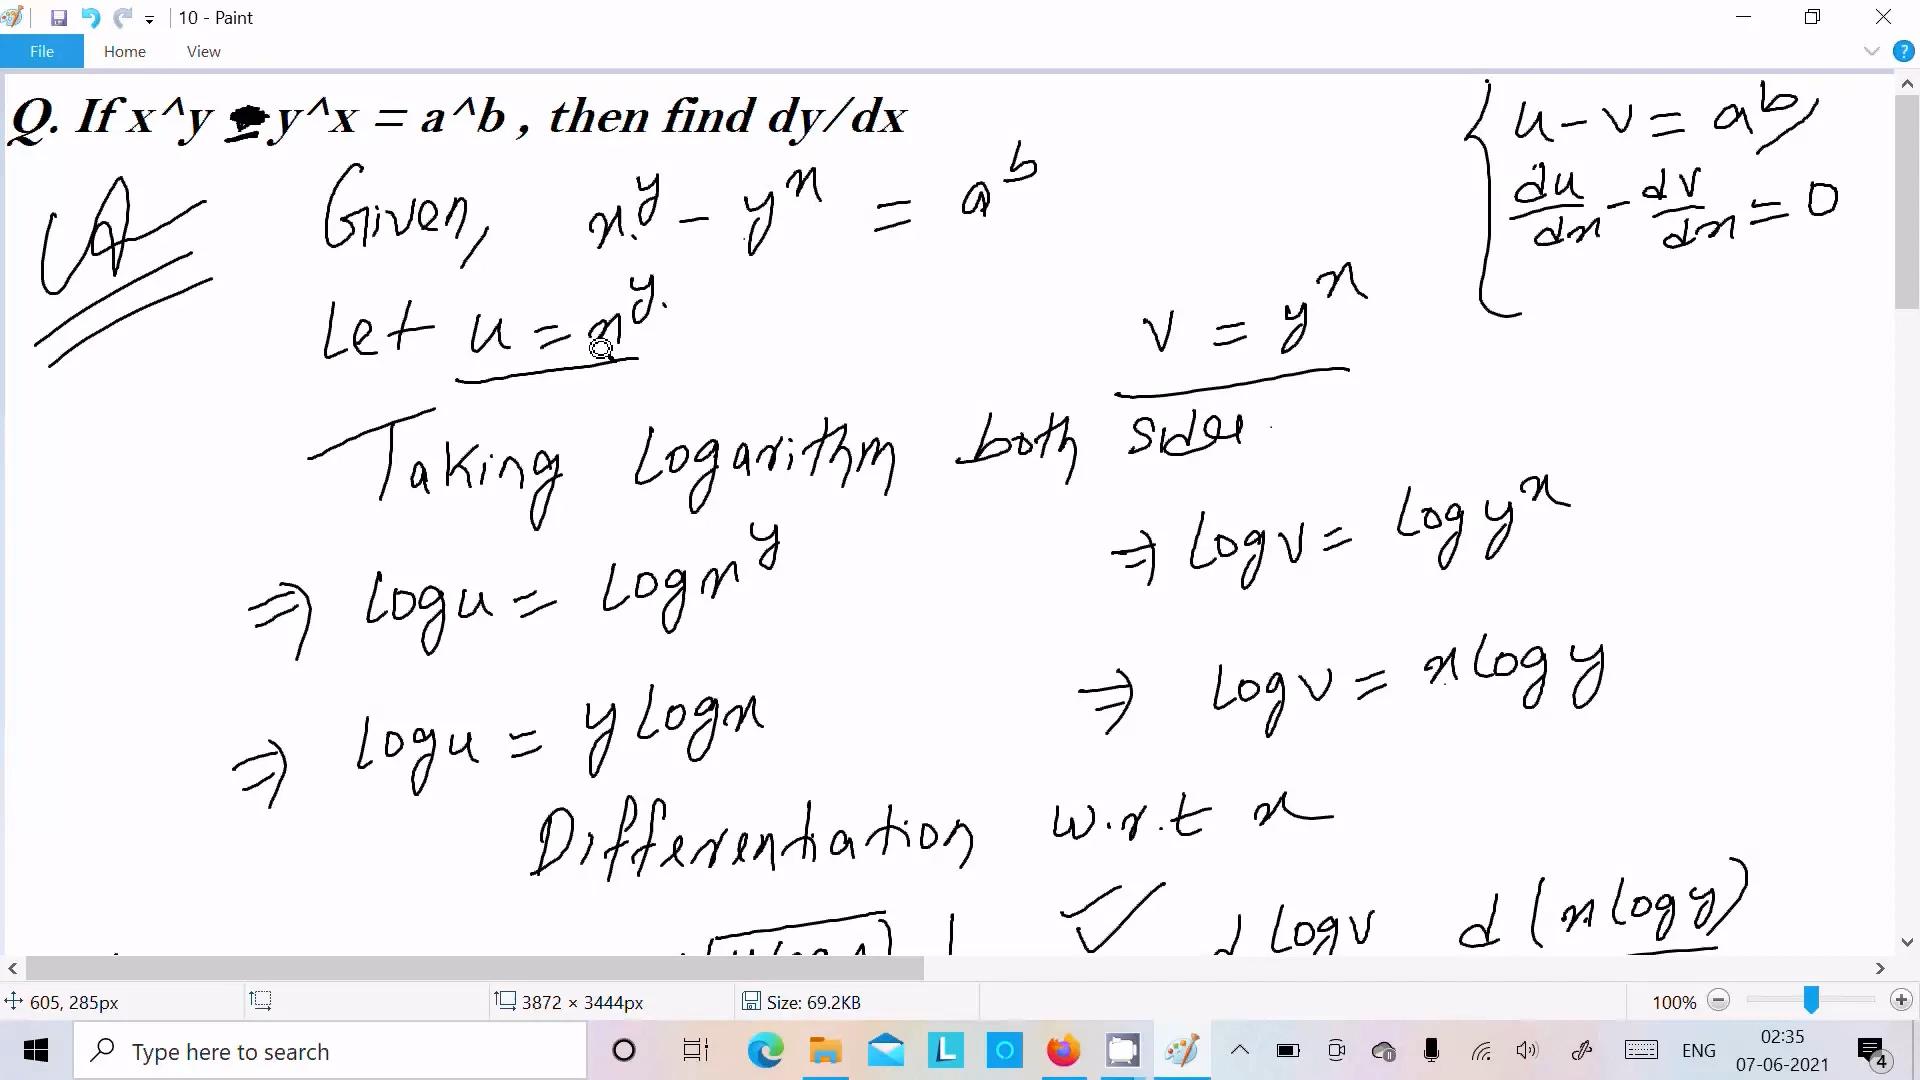 10 - Paint
File Home View
Q. If x^y - y^x = a^b , then find dy/dx
u - v = a^b,
du/dx - dv/dx = 0
Given, x^y - y^x = a^b
Let u = x^y. v = y^x
Taking Logarithm both sides
⇒ Log u = Log x^y ⇒ Log v = Log y^x
⇒ Log u = y Log x ⇒ Log v = x Log y
Differentiation w.r.t x
d Log v d (x Log y)
605, 285px 3872 × 3444px Size: 69.2KB 100%
Type here to search
ENG
02:35
07-06-2021
4